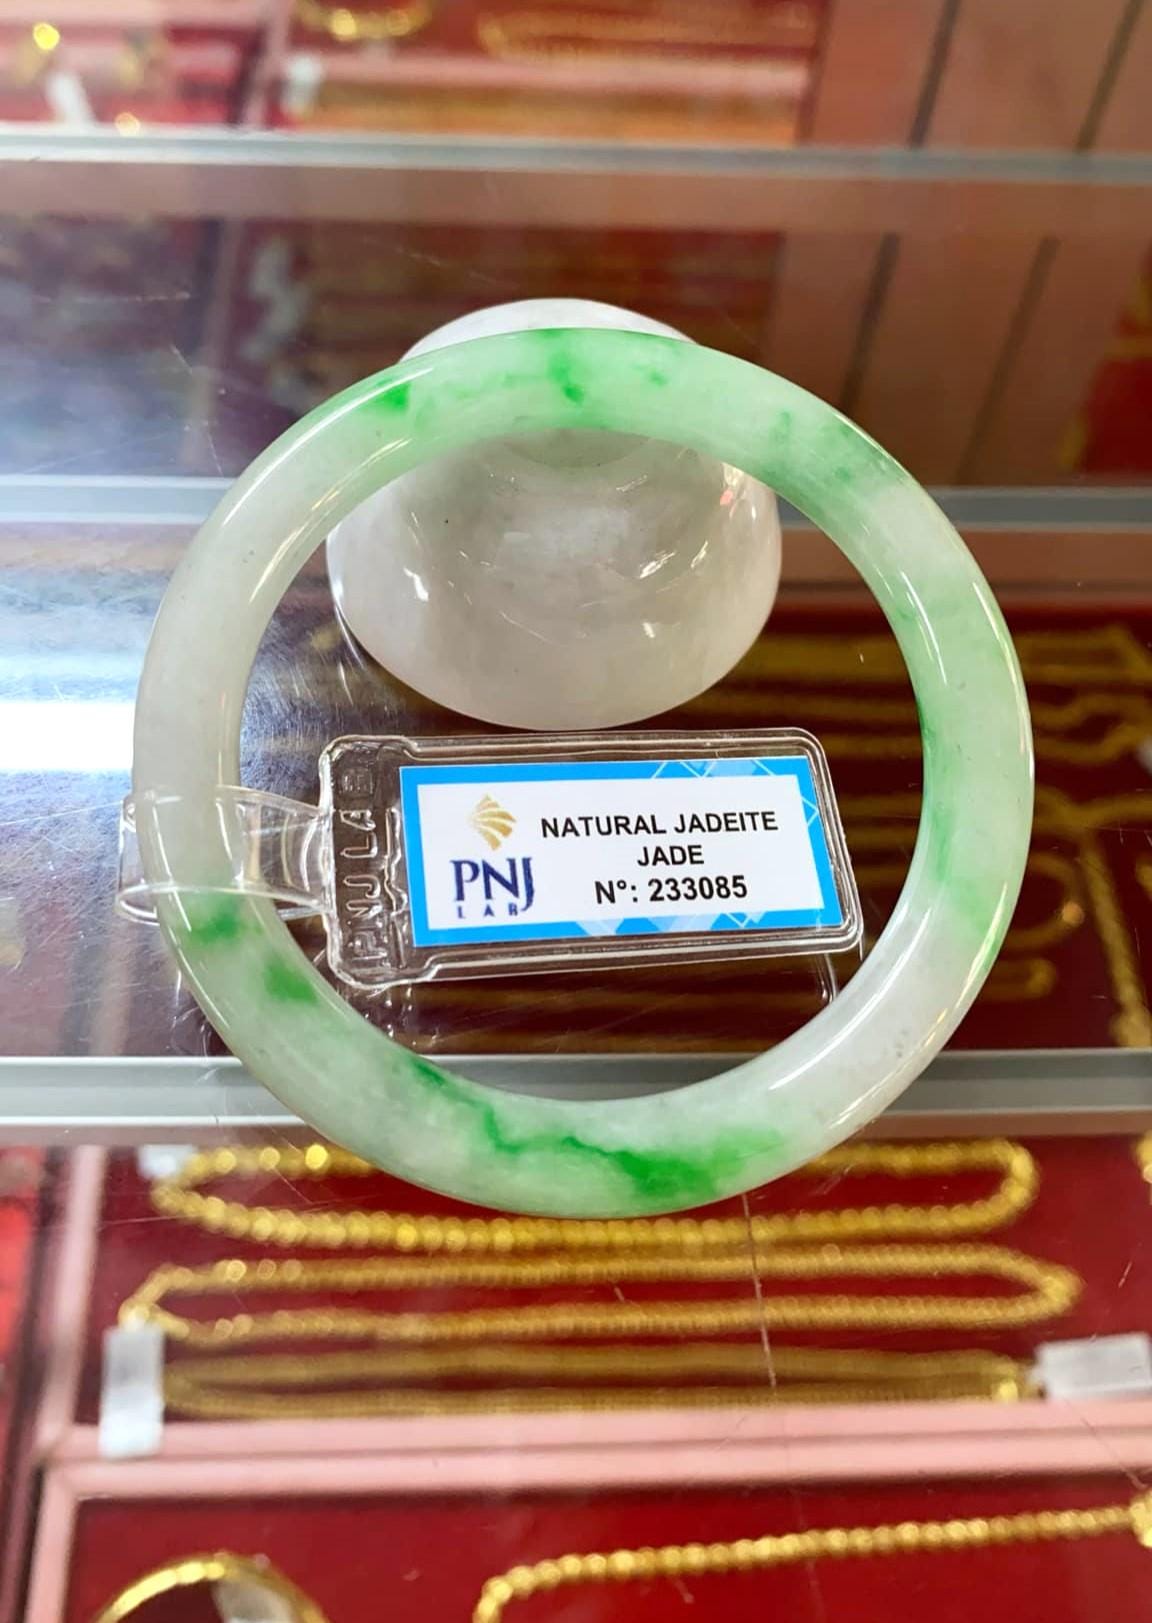 NATURAL JADEITE
JADE
N°: 233085
PNJ
LAB
PNJ LAB